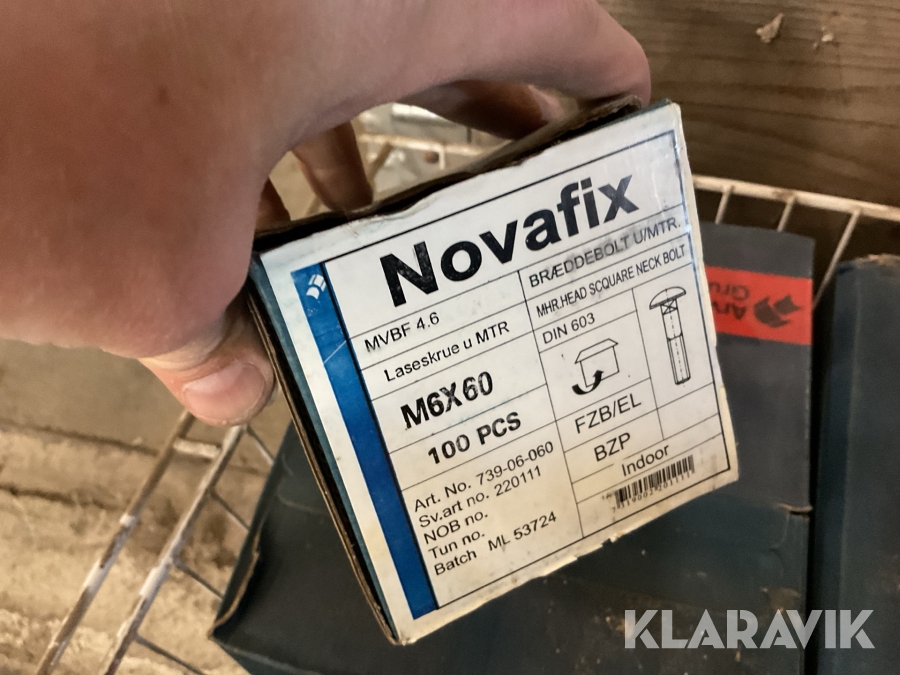 Novafix
MVBF 4.6
BRÆDDEBOLT U/MTR.
Laseskrue u MTR
MHR.HEAD SCQUARE NECK BOLT
DIN 603
M6X60
100 PCS
FZB/EL
BZP
Indoor
Art. No. 739-06-060
Sv.art no. 220111
NOB no.
Tun no.
Batch ML 53724
Gru
KLARAVIK